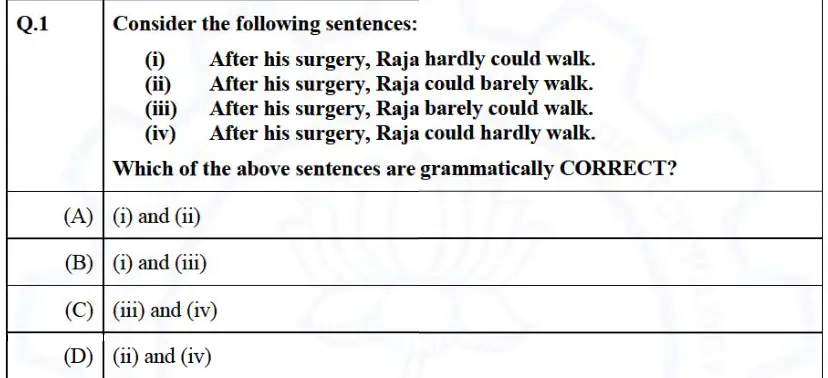 Q.1 Consider the following sentences:
(i) After his surgery, Raja hardly could walk.
(ii) After his surgery, Raja could barely walk.
(iii) After his surgery, Raja barely could walk.
(iv) After his surgery, Raja could hardly walk.
Which of the above sentences are grammatically CORRECT?
(A) (i) and (ii)
(B) (i) and (iii)
(C) (iii) and (iv)
(D) (ii) and (iv)